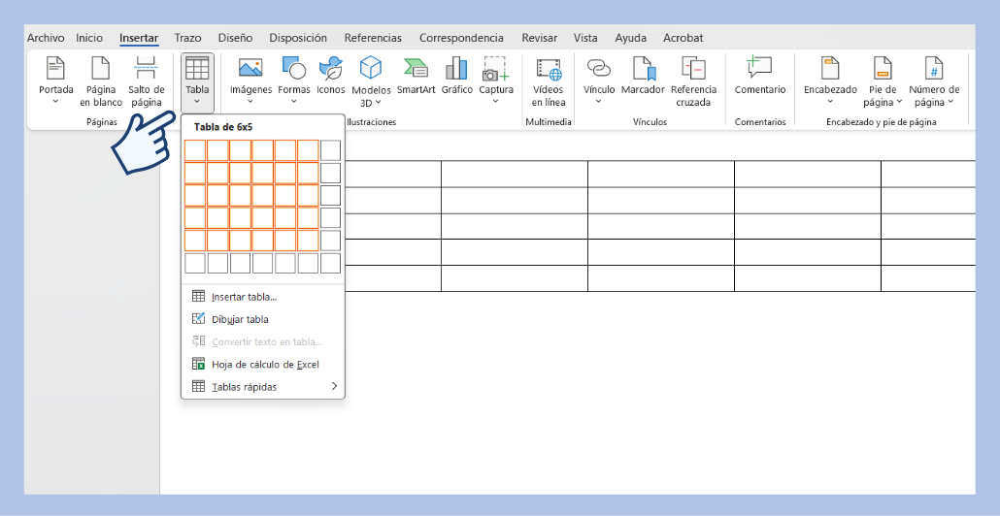 Archivo Inicio Insertar Trazo Diseño Disposición Referencias Correspondencia Revisar Vista Ayuda Acrobat
Portada Página Salto de Tabla Imágenes Formas Iconos Modelos SmartArt Gráfico Captura Vídeos Vínculo Marcador Referencia Comentario Encabezado Pie de Número de
en blanco página 3D en línea cruzada página página
Páginas Ilustraciones Multimedia Vínculos Comentarios Encabezado y pie de página
Tabla de 6x5
Insertar tabla...
Dibujar tabla
Convertir texto en tabla...
Hoja de cálculo de Excel
Tablas rápidas